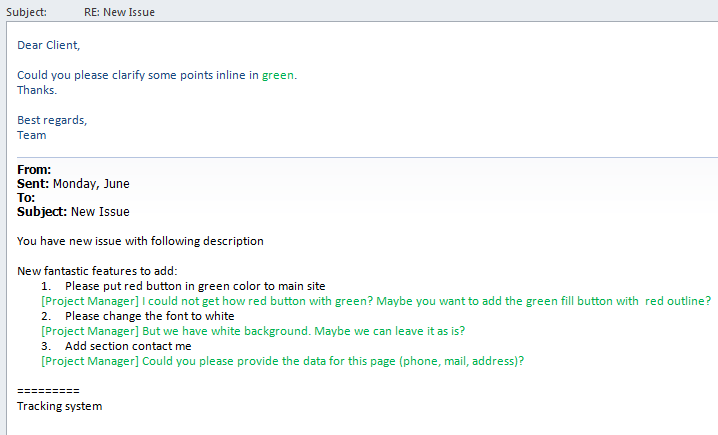 Subject: RE: New Issue
Dear Client,
Could you please clarify some points inline in green.
Thanks.
Best regards,
Team
From:
Sent: Monday, June
To:
Subject: New Issue
You have new issue with following description
New fantastic features to add:
1. Please put red button in green color to main site
[Project Manager] I could not get how red button with green? Maybe you want to add the green fill button with red outline?
2. Please change the font to white
[Project Manager] But we have white background. Maybe we can leave it as is?
3. Add section contact me
[Project Manager] Could you please provide the data for this page (phone, mail, address)?
=========
Tracking system